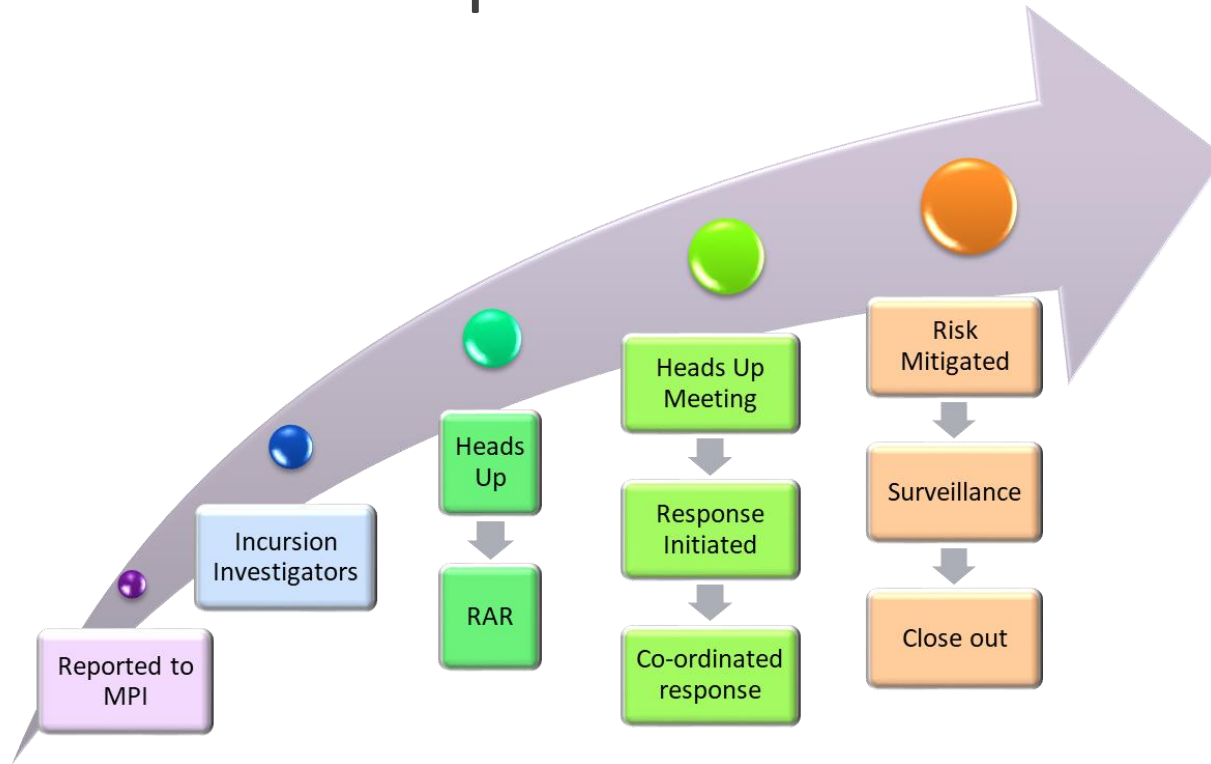 Reported to
MPI
Incursion
Investigators
Heads
Up
RAR
Heads Up
Meeting
Response
Initiated
Co-ordinated
response
Risk
Mitigated
Surveillance
Close out